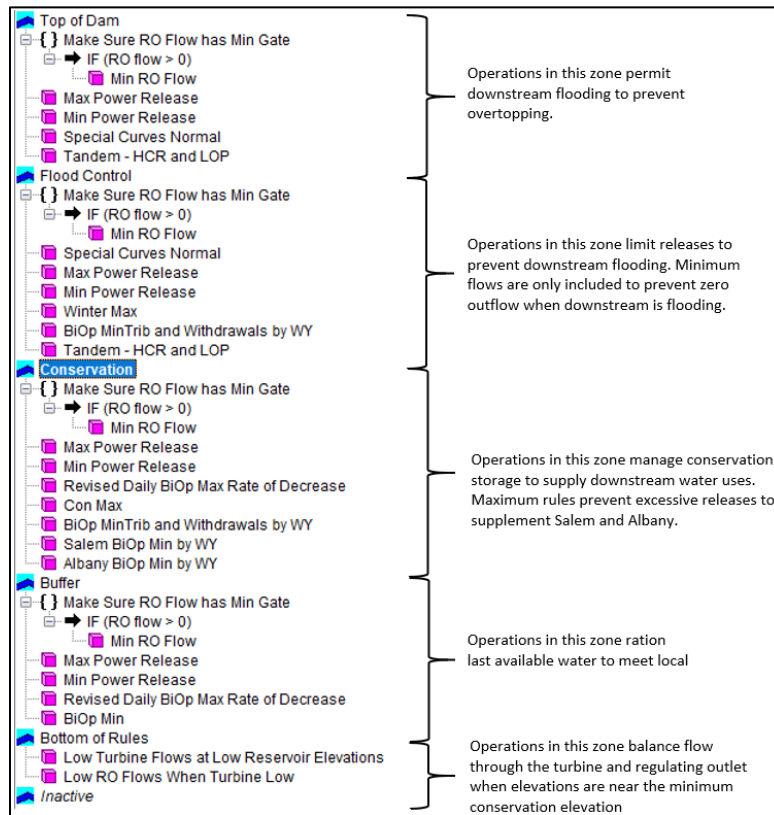 Top of Dam
{ } Make Sure RO Flow has Min Gate
IF (RO flow > 0)
Min RO Flow
Max Power Release
Min Power Release
Special Curves Normal
Tandem - HCR and LOP
Operations in this zone permit
downstream flooding to prevent
overtopping.
Flood Control
{ } Make Sure RO Flow has Min Gate
IF (RO flow > 0)
Min RO Flow
Special Curves Normal
Max Power Release
Min Power Release
Winter Max
BiOp MinTrib and Withdrawals by WY
Tandem - HCR and LOP
Operations in this zone limit releases to
prevent downstream flooding. Minimum
flows are only included to prevent zero
outflow when downstream is flooding.
Conservation
{ } Make Sure RO Flow has Min Gate
IF (RO flow > 0)
Min RO Flow
Max Power Release
Min Power Release
Revised Daily BiOp Max Rate of Decrease
Con Max
BiOp MinTrib and Withdrawals by WY
Salem BiOp Min by WY
Albany BiOp Min by WY
Operations in this zone manage conservation
storage to supply downstream water uses.
Maximum rules prevent excessive releases to
supplement Salem and Albany.
Buffer
{ } Make Sure RO Flow has Min Gate
IF (RO flow > 0)
Min RO Flow
Max Power Release
Min Power Release
Revised Daily BiOp Max Rate of Decrease
BiOp Min
Operations in this zone ration
last available water to meet local
Bottom of Rules
Low Turbine Flows at Low Reservoir Elevations
Low RO Flows When Turbine Low
Inactive
Operations in this zone balance flow
through the turbine and regulating outlet
when elevations are near the minimum
conservation elevation